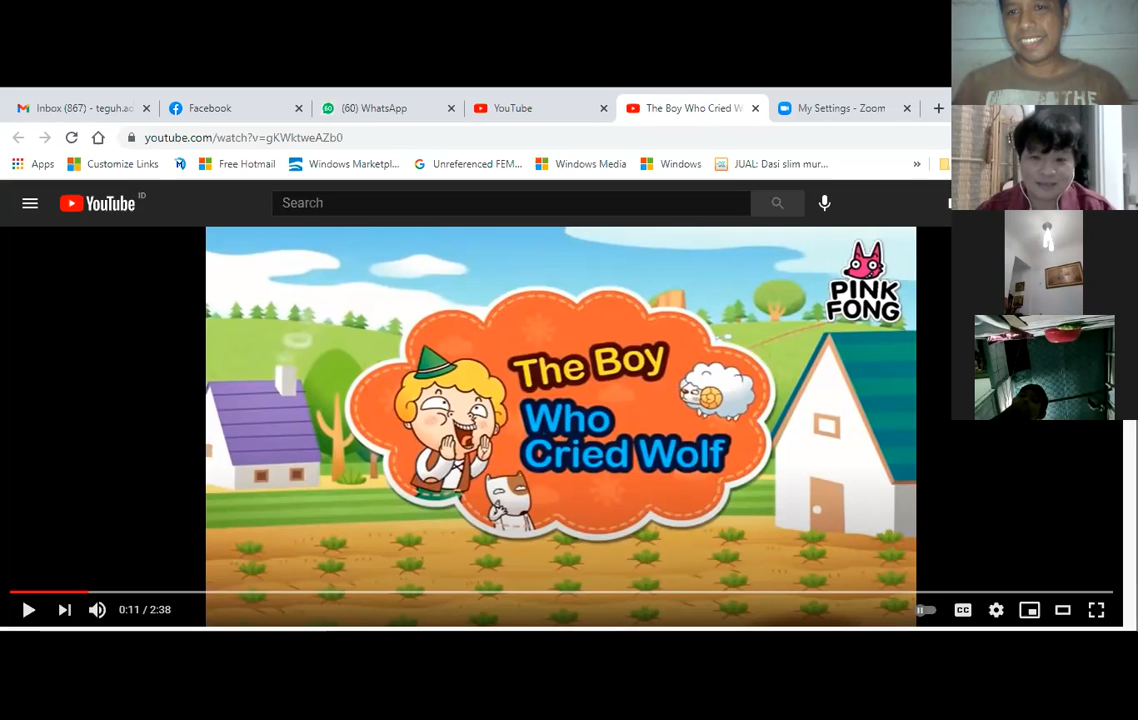 Inbox (867) - teguh.ad
Facebook
(60) WhatsApp
YouTube
The Boy Who Cried W
My Settings - Zoom
youtube.com/watch?v=gKWktweAZb0
Apps
Customize Links
Free Hotmail
Windows Marketpl...
Unreferenced FEM...
Windows Media
Windows
JUAL: Dasi slim mur...
YouTube ID
Search
PINK
FONG
The Boy
Who
Cried Wolf
0:11 / 2:38
CC